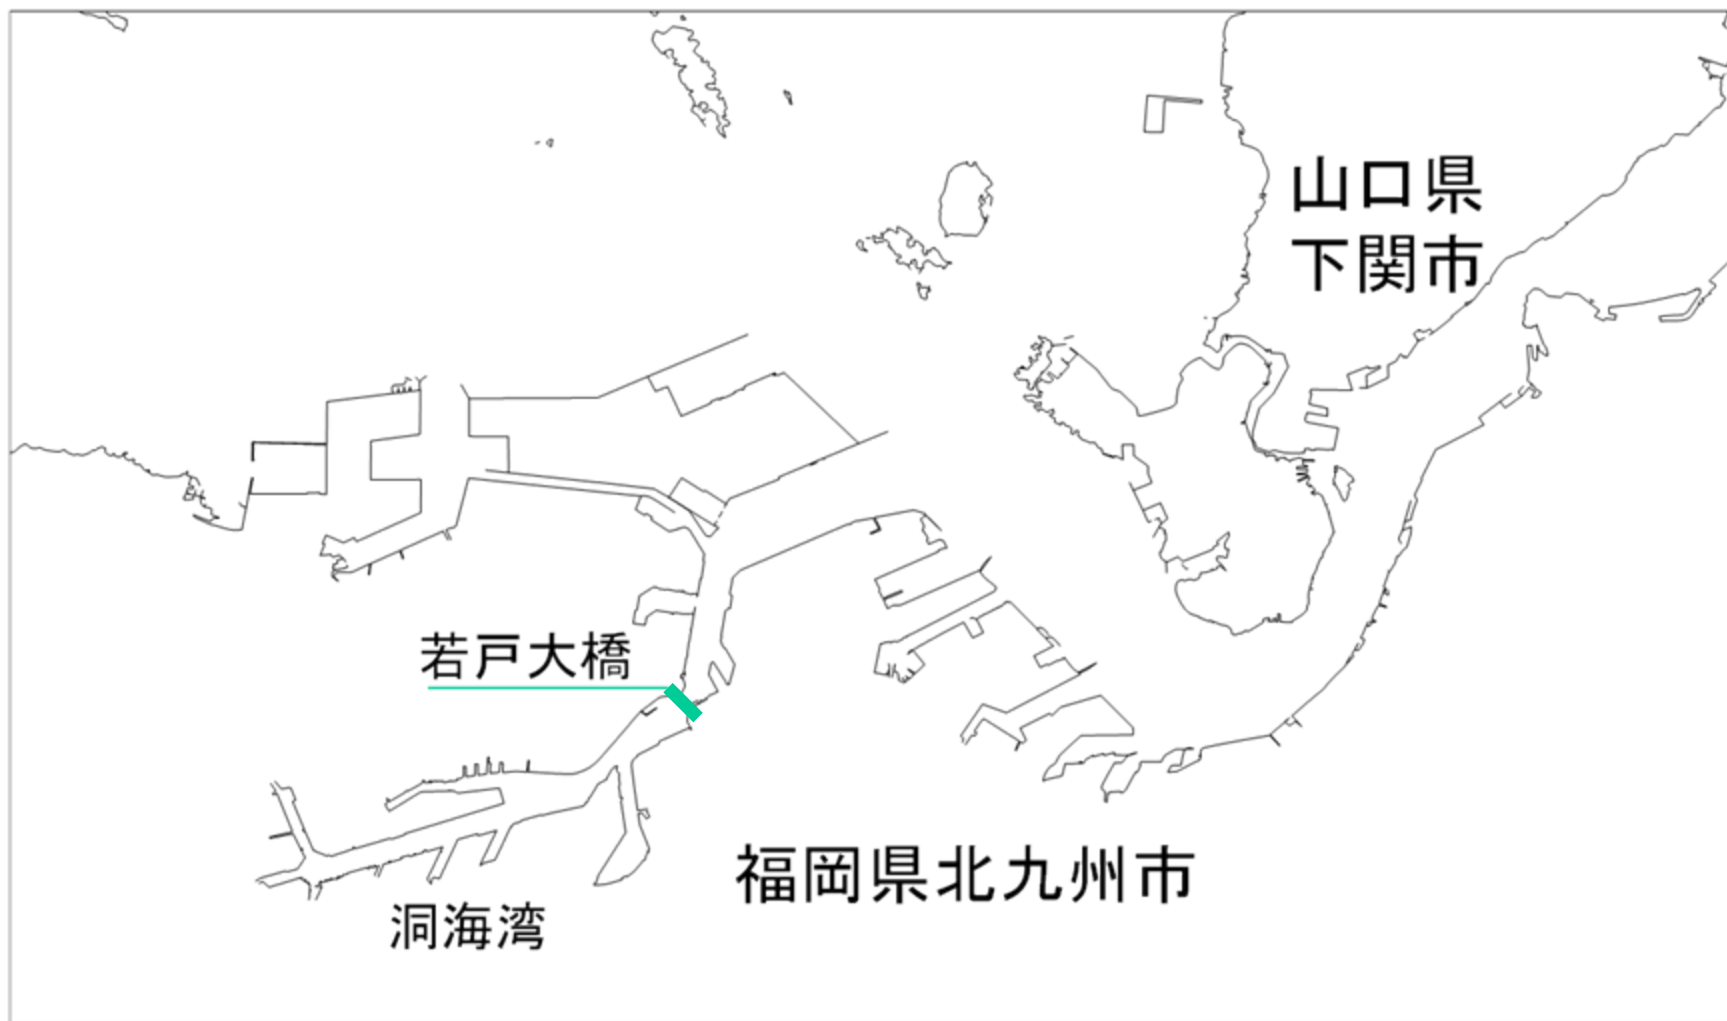 山口県
下関市
若戸大橋
福岡県北九州市
洞海湾